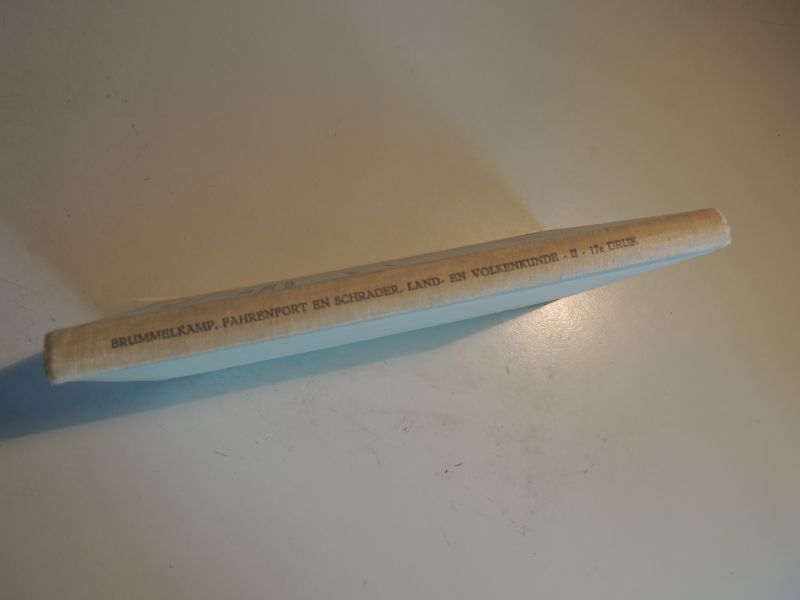 BRUMMELKAMP, FAHRENFORT EN SCHRADER, LAND- EN VOLKENKUNDE - II - 17e DRUK